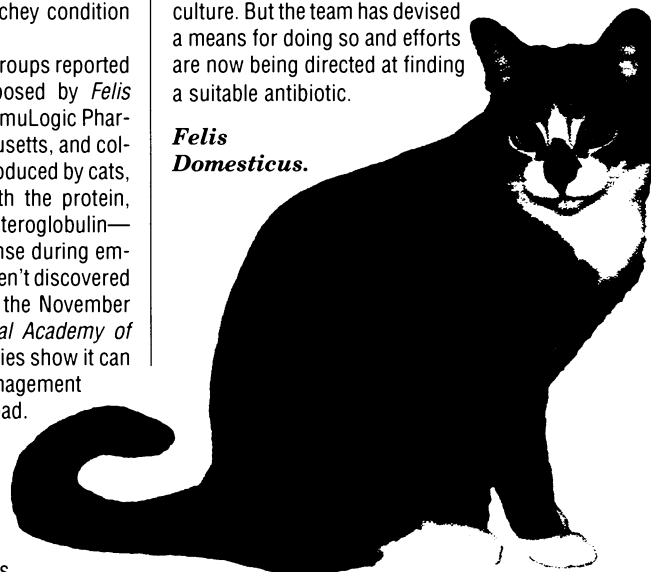 chey condition
roups reported
posed by Felis
muLogic Phar-
usetts, and col-
oduced by cats,
th the protein,
teroglobulin—
nse during em-
en't discovered
the November
al Academy of
ies show it can
nagement
ad.
s
culture. But the team has devised
a means for doing so and efforts
are now being directed at finding
a suitable antibiotic.
Felis
Domesticus.